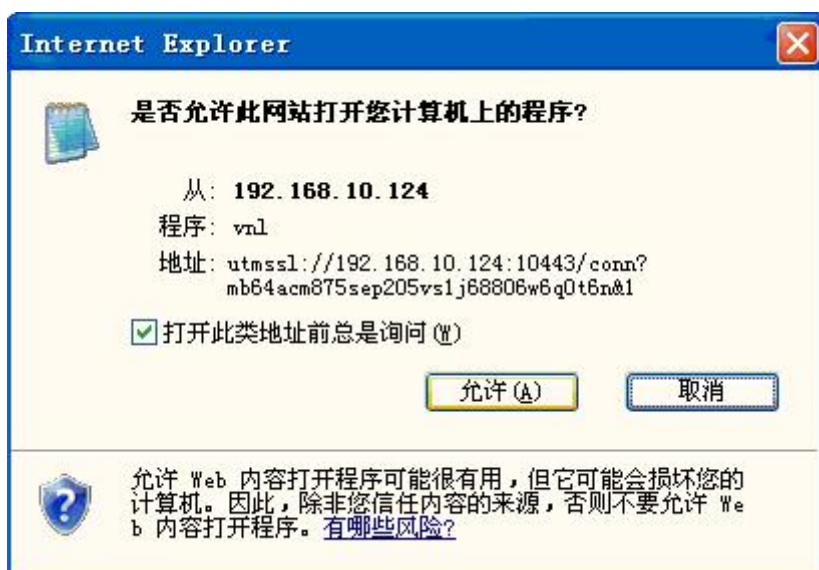 Internet Explorer
是否允许此网站打开您计算机上的程序?
从: 192.168.10.124
程序: vnl
地址: utmssl://192.168.10.124:10443/conn?
mb64acm875sep205vs1j68806w6q0t6n&1
打开此类地址前总是询问(W)
允许(A)
取消
允许 Web 内容打开程序可能很有用，但它可能会损坏您的
计算机。因此，除非您信任内容的来源，否则不要允许 We
b 内容打开程序。有哪些风险?